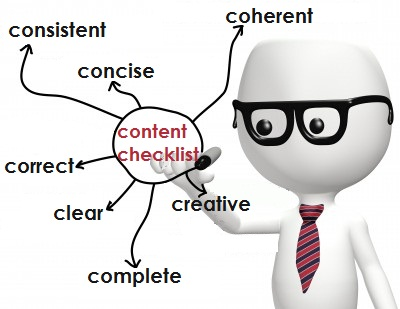 coherent
consistent
concise
content
checklist
correct
clear
creative
complete